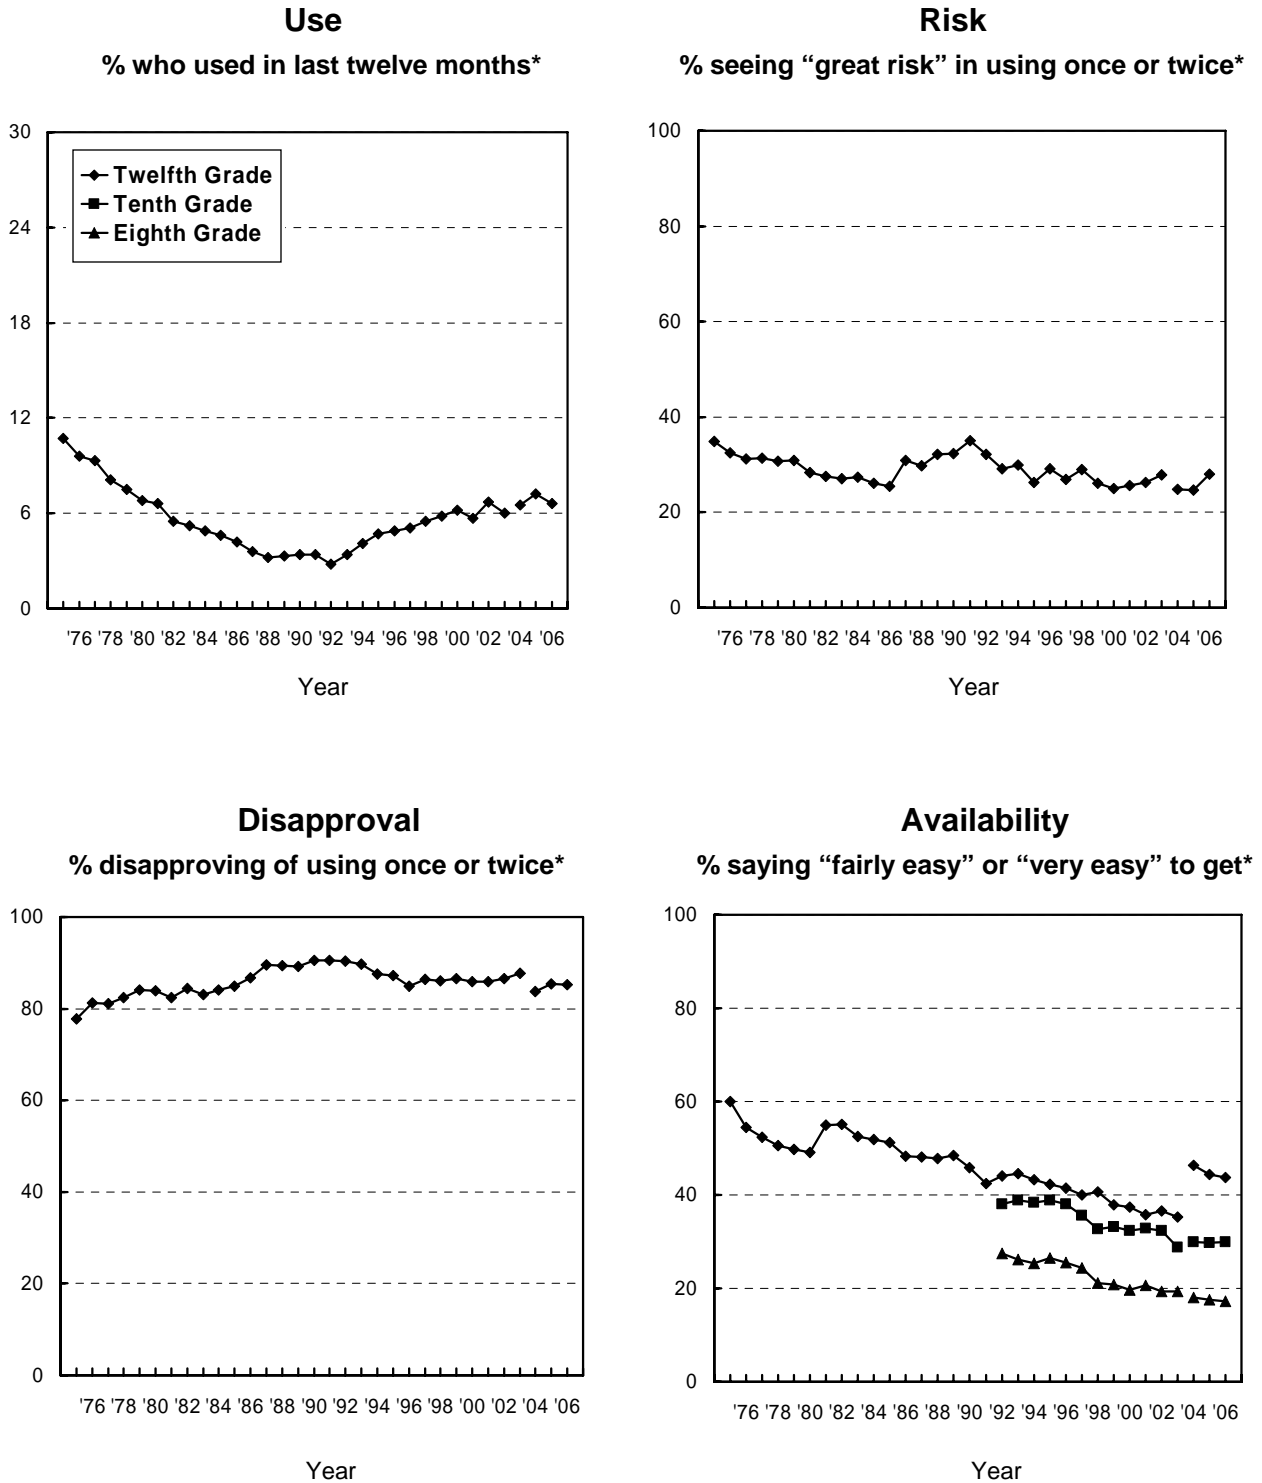 Use
% who used in last twelve months*
30
24
18
12
6
0
Twelfth Grade
Tenth Grade
Eighth Grade
'76 '78 '80 '82 '84 '86 '88 '90 '92 '94 '96 '98 '00 '02 '04 '06
Year
Risk
% seeing “great risk” in using once or twice*
100
80
60
40
20
0
'76 '78 '80 '82 '84 '86 '88 '90 '92 '94 '96 '98 '00 '02 '04 '06
Year
Disapproval
% disapproving of using once or twice*
100
80
60
40
20
0
'76 '78 '80 '82 '84 '86 '88 '90 '92 '94 '96 '98 '00 '02 '04 '06
Year
Availability
% saying “fairly easy” or “very easy” to get*
100
80
60
40
20
0
'76 '78 '80 '82 '84 '86 '88 '90 '92 '94 '96 '98 '00 '02 '04 '06
Year